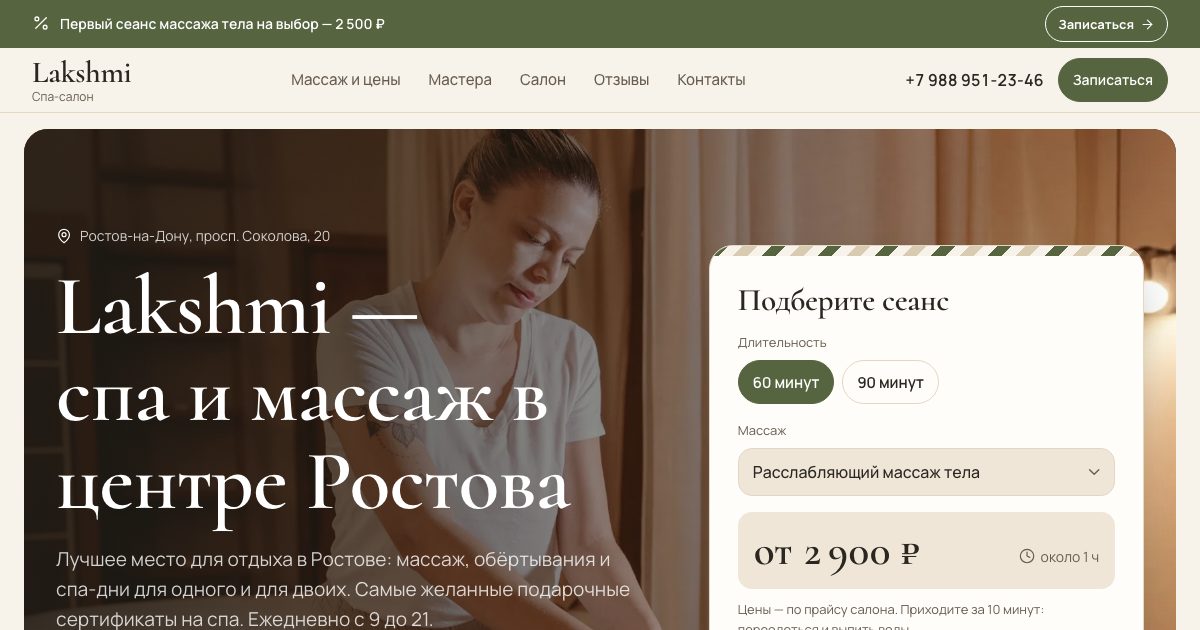 Первый сеанс массажа тела на выбор — 2 500 ₽
Записаться →
Lakshmi
Спа-салон
Массаж и цены
Мастера
Салон
Отзывы
Контакты
+7 988 951-23-46
Записаться
Ростов-на-Дону, просп. Соколова, 20
Lakshmi —
спа и массаж в
центре Ростова
Лучшее место для отдыха в Ростове: массаж, обёртывания и
спа-дни для одного и для двоих. Самые желанные подарочные
сертификаты на спа. Ежедневно с 9 до 21.
Подберите сеанс
Длительность
60 минут
90 минут
Массаж
Расслабляющий массаж тела
от 2 900 ₽
около 1 ч
Цены — по прайсу салона. Приходите за 10 минут: